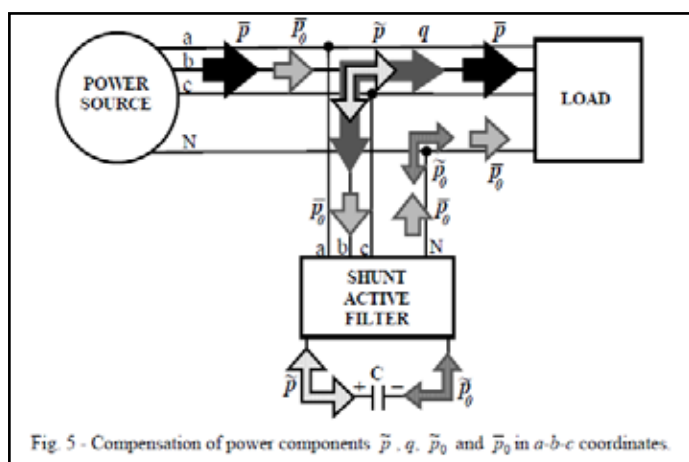 a p̄ p̄₀ p̃ q p̄
b
c
POWER
SOURCE
LOAD
N
p̃₀ p̄₀
p̄₀ p̄₀
a b c N
SHUNT
ACTIVE
FILTER
p̃ + C − p̃₀
Fig. 5 - Compensation of power components p̃ , q, p̃₀ and p̄₀ in a-b-c coordinates.